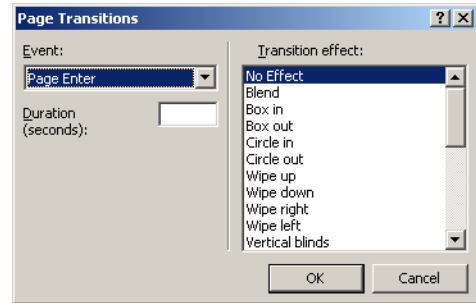 Page Transitions
Event:
Page Enter
Duration
(seconds):
Transition effect:
No Effect
Blend
Box in
Box out
Circle in
Circle out
Wipe up
Wipe down
Wipe right
Wipe left
Vertical blinds
OK
Cancel